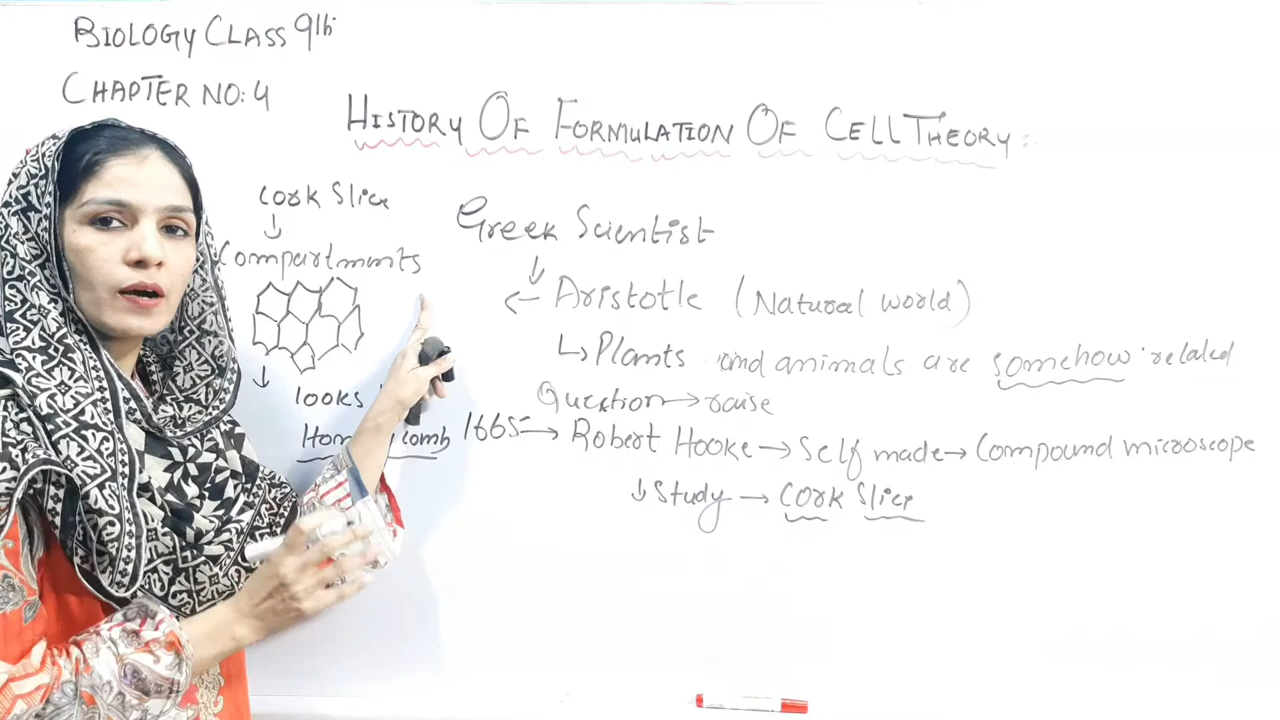 BIOLOGY CLASS 9th
CHAPTER NO: 4
HISTORY OF FORMULATION OF CELL THEORY:
Cork Slice
↓
Compartments
↓ looks
comb
Greek Scientist
↓
← Aristotle (Natural world)
↳ Plants and animals are somehow related
Question → raise
1665 → Robert Hooke → Self made → Compound microscope
↓ Study → Cork Slice